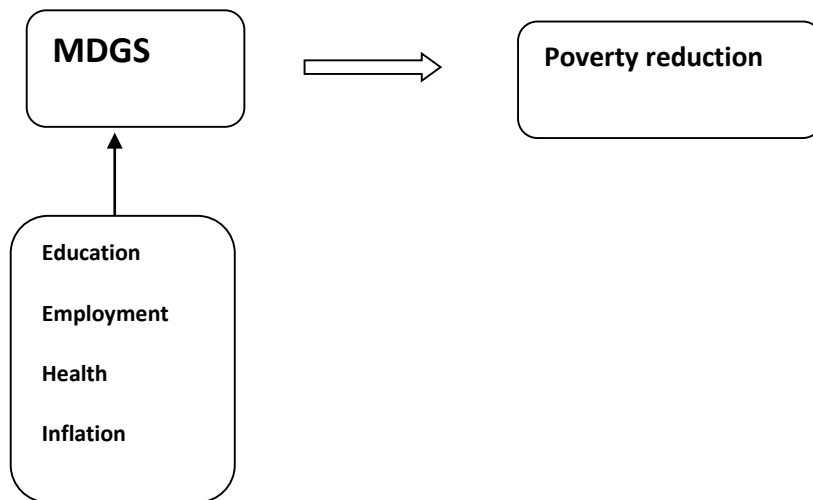 MDGS
Poverty reduction
Education
Employment
Health
Inflation